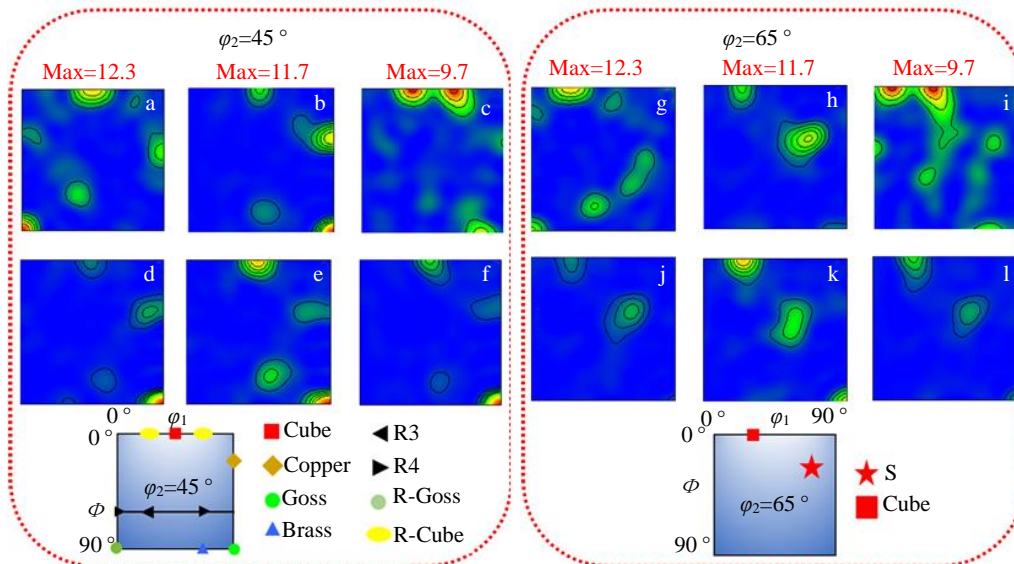 φ2=45 °
Max=12.3 Max=11.7 Max=9.7
a b c
d e f
0 ° φ1
0 °
φ2=45 °
Φ
90 °
Cube
Copper
Goss
Brass
R3
R4
R-Goss
R-Cube
φ2=65 °
Max=12.3 Max=11.7 Max=9.7
g h i
j k l
0 ° φ1 90 °
0 °
Φ
φ2=65 °
90 °
S
Cube